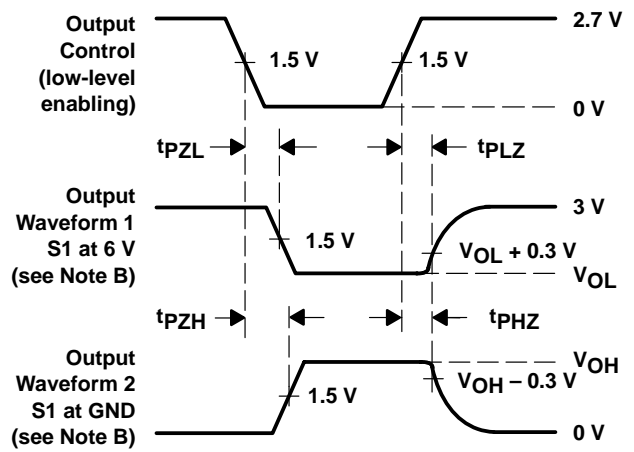 Output
Control
(low-level
enabling)
2.7 V
1.5 V
1.5 V
0 V
tPZL
tPLZ
Output
Waveform 1
S1 at 6 V
(see Note B)
3 V
1.5 V
VOL + 0.3 V
VOL
tPZH
tPHZ
Output
Waveform 2
S1 at GND
(see Note B)
VOH
1.5 V
VOH − 0.3 V
0 V